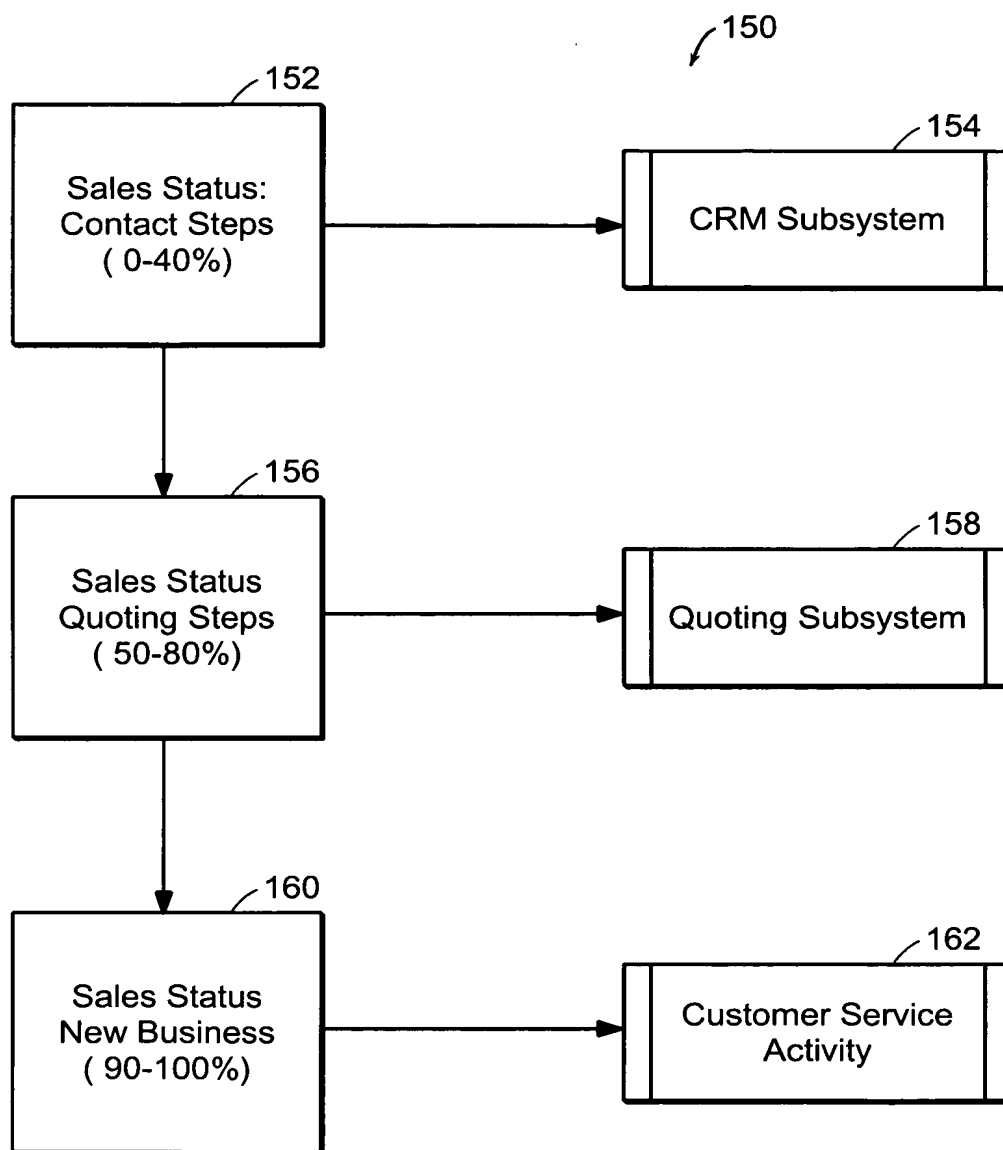 150
152
Sales Status:
Contact Steps
( 0-40%)
154
CRM Subsystem
156
Sales Status
Quoting Steps
( 50-80%)
158
Quoting Subsystem
160
Sales Status
New Business
( 90-100%)
162
Customer Service
Activity